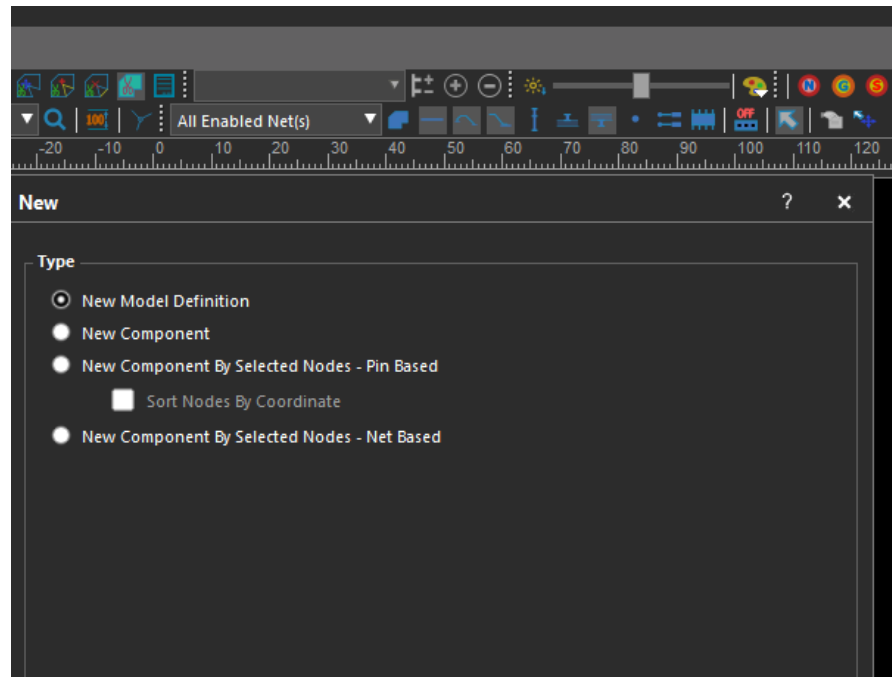 N G S
100 All Enabled Net(s) OFF
-20 -10 0 10 20 30 40 50 60 70 80 90 100 110 120
New ?
Type
New Model Definition
New Component
New Component By Selected Nodes - Pin Based
Sort Nodes By Coordinate
New Component By Selected Nodes - Net Based